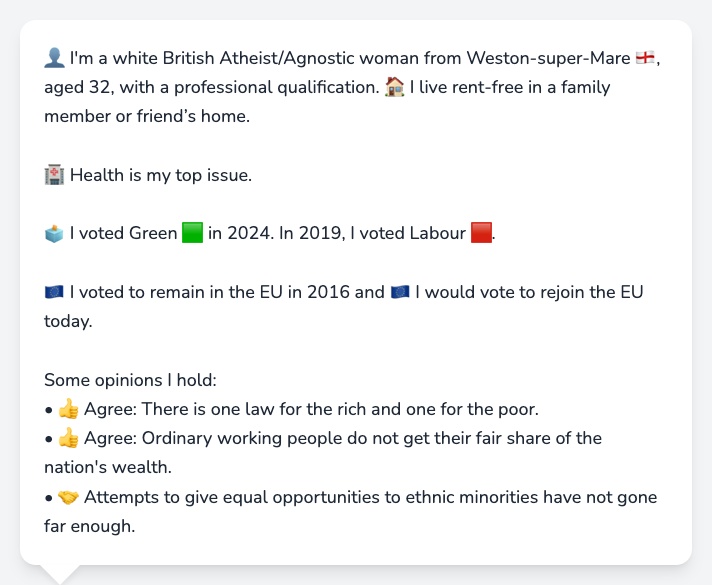 👤 I'm a white British Atheist/Agnostic woman from Weston-super-Mare 🏴󠁧󠁢󠁥󠁮󠁧󠁿,
aged 32, with a professional qualification. 🏠 I live rent-free in a family
member or friend’s home.
🏥 Health is my top issue.
🗳️ I voted Green 🟩 in 2024. In 2019, I voted Labour 🟥.
🇪🇺 I voted to remain in the EU in 2016 and 🇪🇺 I would vote to rejoin the EU
today.
Some opinions I hold:
• 👍 Agree: There is one law for the rich and one for the poor.
• 👍 Agree: Ordinary working people do not get their fair share of the
nation's wealth.
• 🤝 Attempts to give equal opportunities to ethnic minorities have not gone
far enough.